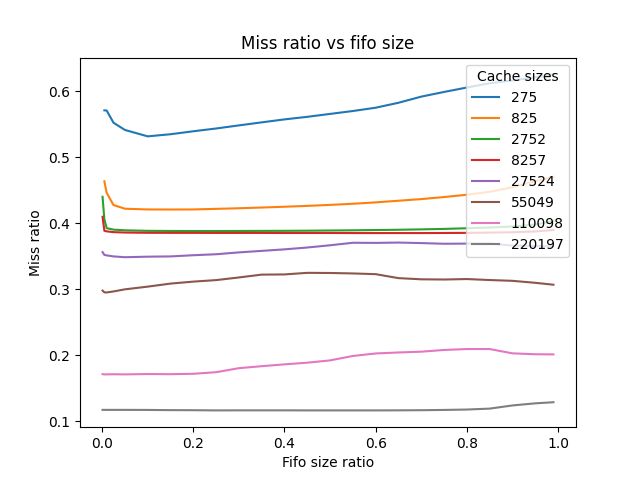 Miss ratio vs fifo size
Cache sizes
275
825
2752
8257
27524
55049
110098
220197
Miss ratio
0.6
0.5
0.4
0.3
0.2
0.1
0.0 0.2 0.4 0.6 0.8 1.0
Fifo size ratio